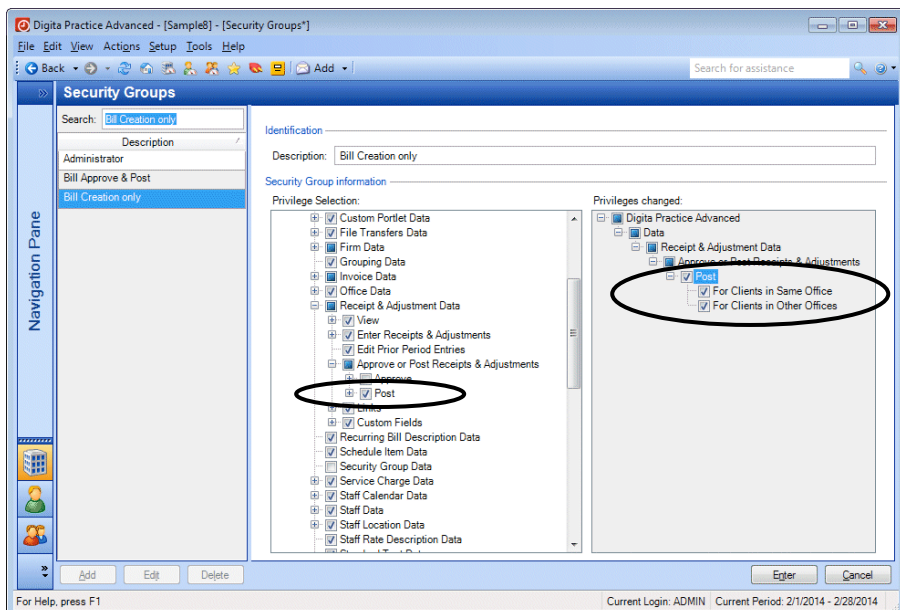 Digita Practice Advanced - [Sample8] - [Security Groups*]
File Edit View Actions Setup Tools Help
Back Add Search for assistance
Security Groups
Search: Bill Creation only
Description
Administrator
Bill Approve & Post
Bill Creation only
Navigation Pane
Identification
Description: Bill Creation only
Security Group information
Privilege Selection:
Custom Portlet Data
File Transfers Data
Firm Data
Grouping Data
Invoice Data
Office Data
Receipt & Adjustment Data
View
Enter Receipts & Adjustments
Edit Prior Period Entries
Approve or Post Receipts & Adjustments
Approve
Post
Links
Custom Fields
Recurring Bill Description Data
Schedule Item Data
Security Group Data
Service Charge Data
Staff Calendar Data
Staff Data
Staff Location Data
Staff Rate Description Data
Privileges changed:
Digita Practice Advanced
Data
Receipt & Adjustment Data
Approve or Post Receipts & Adjustments
Post
For Clients in Same Office
For Clients in Other Offices
Add Edit Delete
Enter Cancel
For Help, press F1
Current Login: ADMIN Current Period: 2/1/2014 - 2/28/2014